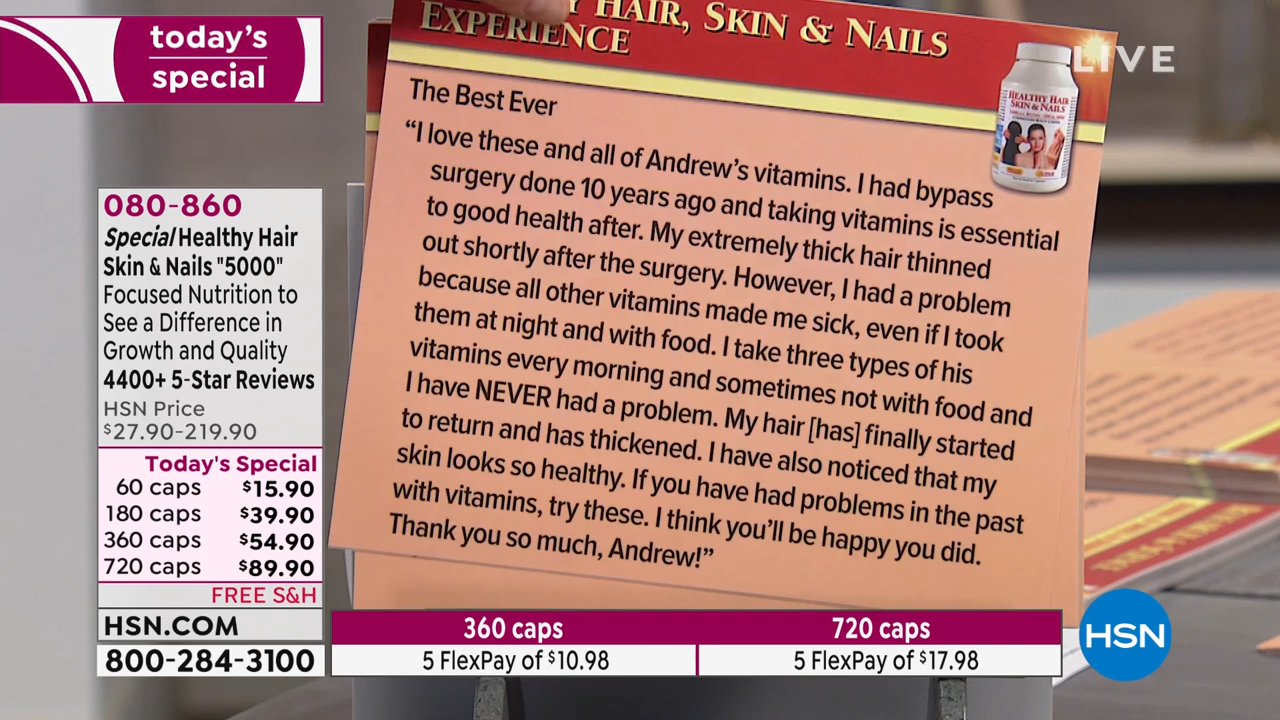 today's
special
HAIR, SKIN & NAILS
EXPERIENCE
LIVE
The Best Ever
“I love these and all of Andrew’s vitamins. I had bypass
surgery done 10 years ago and taking vitamins is essential
to good health after. My extremely thick hair thinned
out shortly after the surgery. However, I had a problem
because all other vitamins made me sick, even if I took
them at night and with food. I take three types of his
vitamins every morning and sometimes not with food and
I have NEVER had a problem. My hair [has] finally started
to return and has thickened. I have also noticed that my
skin looks so healthy. If you have had problems in the past
with vitamins, try these. I think you’ll be happy you did.
Thank you so much, Andrew!”
HEALTHY HAIR
SKIN & NAILS
080-860
Special Healthy Hair
Skin & Nails "5000"
Focused Nutrition to
See a Difference in
Growth and Quality
4400+ 5-Star Reviews
HSN Price
$27.90-219.90
Today's Special
60 caps $15.90
180 caps $39.90
360 caps $54.90
720 caps $89.90
FREE S&H
HSN.COM
800-284-3100
360 caps 720 caps
5 FlexPay of $10.98 5 FlexPay of $17.98
HSN